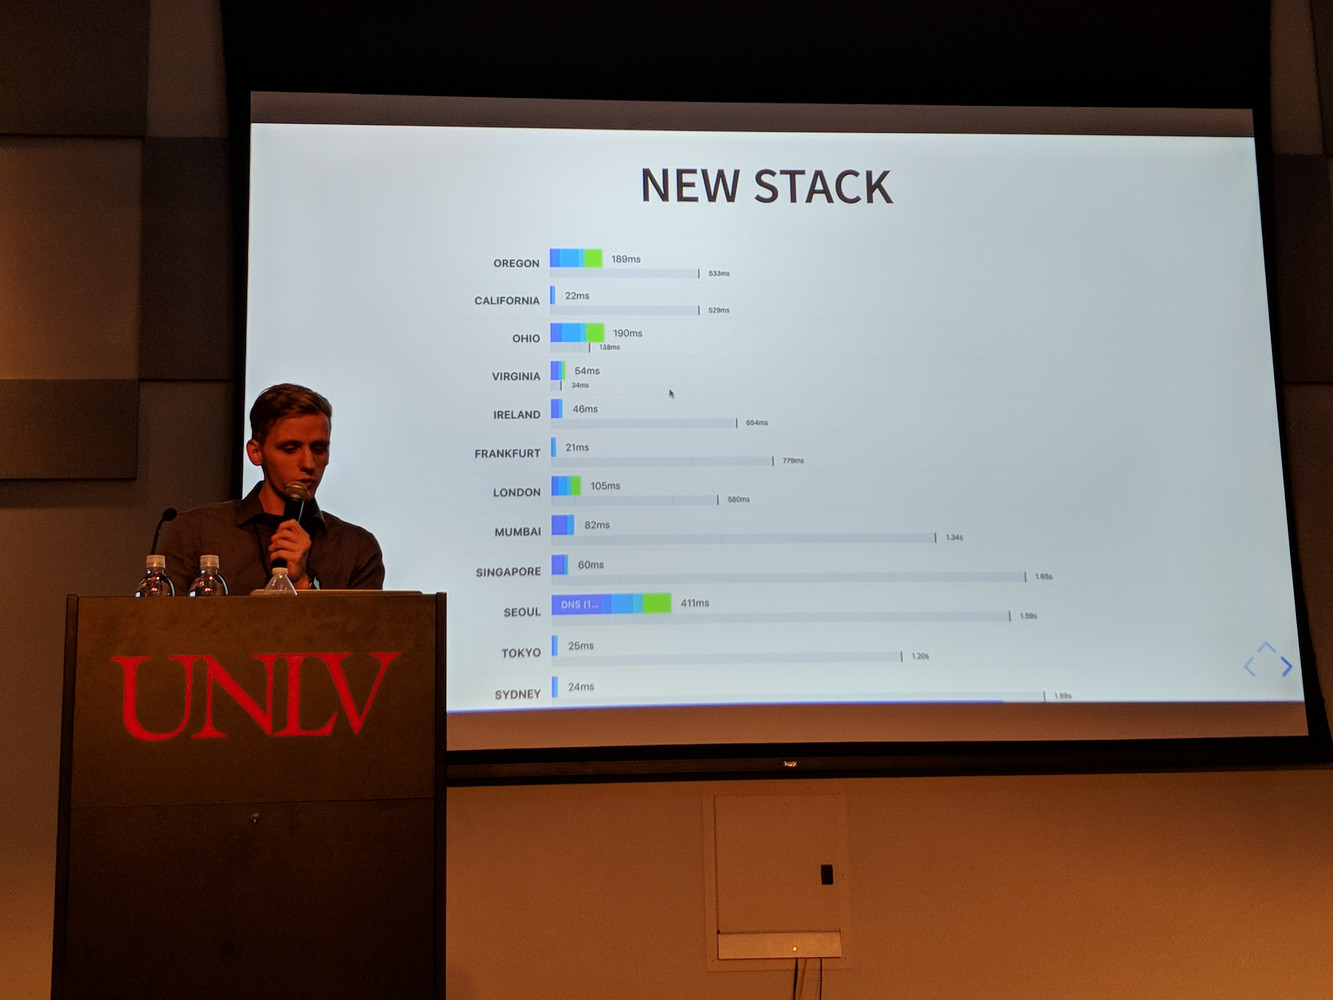 NEW STACK
OREGON 189ms
533ms
CALIFORNIA 22ms
529ms
OHIO 190ms
138ms
VIRGINIA 54ms
34ms
IRELAND 46ms
654ms
FRANKFURT 21ms
779ms
LONDON 105ms
580ms
MUMBAI 82ms
1.34s
SINGAPORE 60ms
1.65s
SEOUL DNS (1... 411ms
1.59s
TOKYO 25ms
1.20s
SYDNEY 24ms
1.69s
UNLV